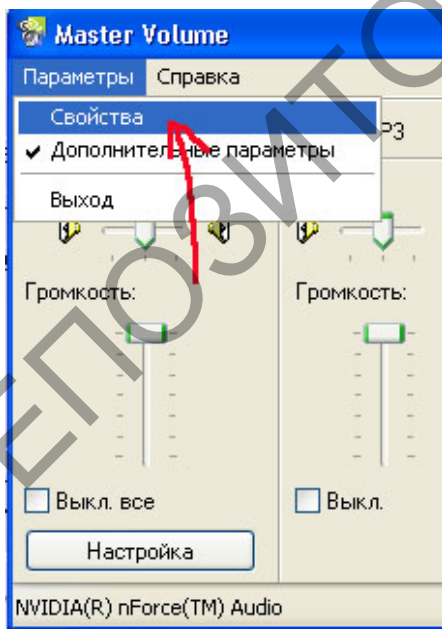 Master Volume
Параметры Справка
Свойства
✓ Дополнительные параметры
Выход
Громкость: Громкость:
Выкл. все Выкл.
Настройка
NVIDIA(R) nForce(TM) Audio